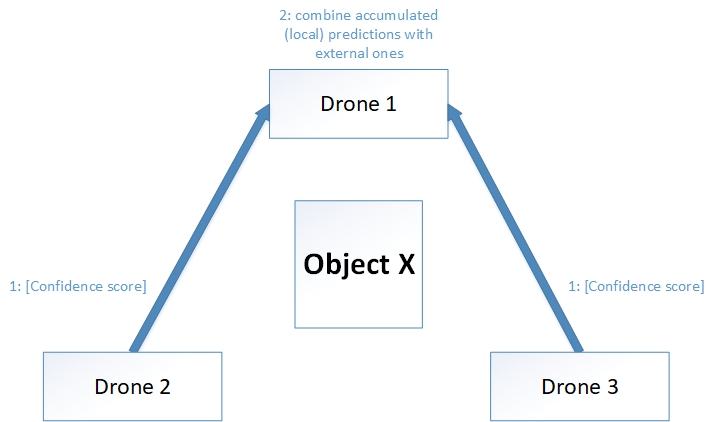 2: combine accumulated
(local) predictions with
external ones
Drone 1
Object X
1: [Confidence score]
1: [Confidence score]
Drone 2
Drone 3